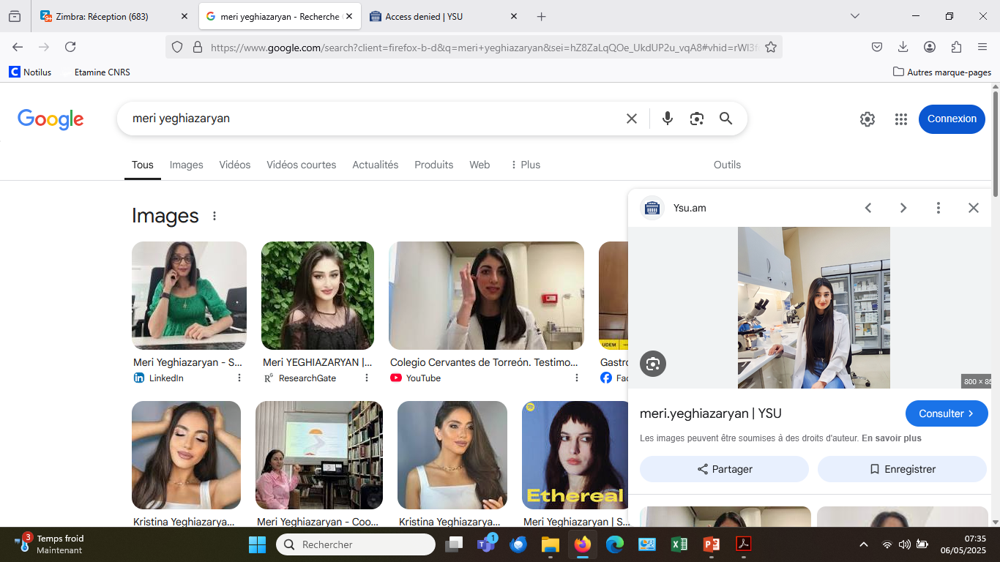 Zimbra: Réception (683)
meri yeghiazaryan - Recherche
Access denied | YSU
https://www.google.com/search?client=firefox-b-d&q=meri+yeghiazaryan&sei=hZ8ZaLqQOe_UkdUP2u_vqA8#vhid=rWl3f
Notilus
Etamine CNRS
Autres marque-pages
Google
meri yeghiazaryan
Connexion
Tous Images Vidéos Vidéos courtes Actualités Produits Web Plus Outils
Images
Ysu.am
Meri Yeghiazaryan - S...
LinkedIn
Meri YEGHIAZARYAN |...
ResearchGate
Colegio Cervantes de Torreón. Testimo...
YouTube
UDEM
Gastro
Fac
800 × 85
meri.yeghiazaryan | YSU
Consulter
Les images peuvent être soumises à des droits d'auteur. En savoir plus
Partager
Enregistrer
Ethereal
Kristina Yeghiazarya...
Meri Yeghiazaryan - Coo...
Kristina Yeghiazarya...
Meri Yeghiazaryan | S...
3
Temps froid
Maintenant
Rechercher
1
07:35
06/05/2025